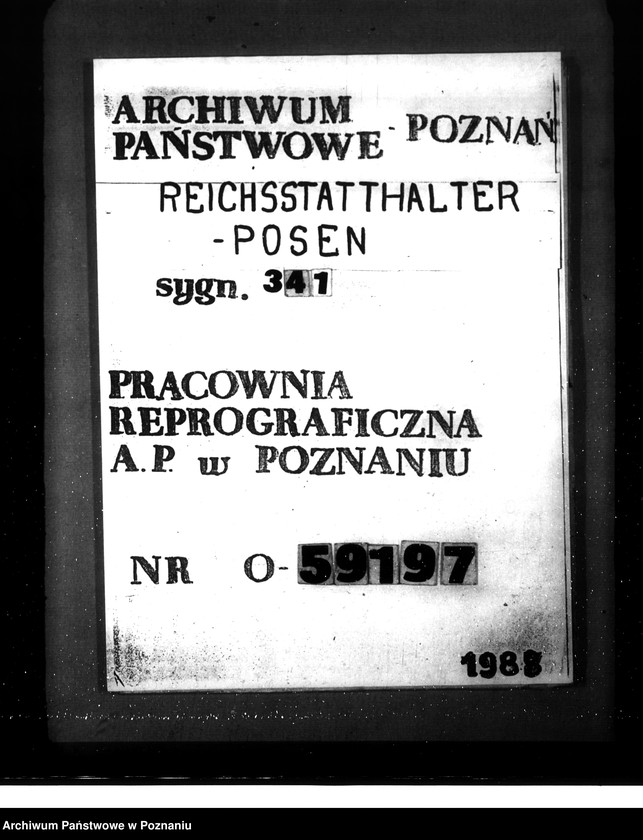 ARCHIWUM
PAŃSTWOWE - POZNAŃ
REICHSSTATTHALTER
-POSEN
sygn. 341
PRACOWNIA
REPROGRAFICZNA
A.P. w POZNANIU
NR O-59197
1988
Archiwum Państwowe w Poznaniu